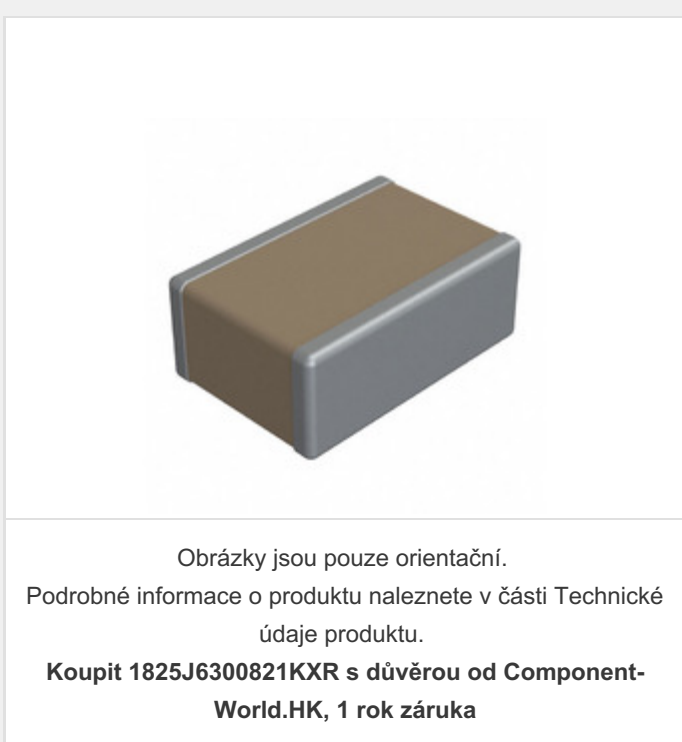 Obrázky jsou pouze orientační.
Podrobné informace o produktu naleznete v části Technické
údaje produktu.
Koupit 1825J6300821KXR s důvěrou od Component-
World.HK, 1 rok záruka